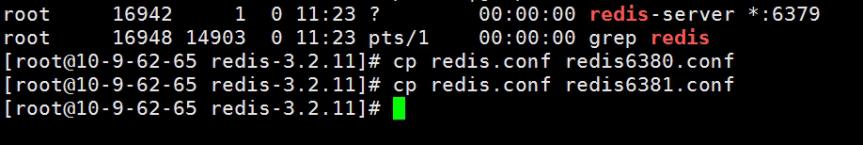 root 16942 1 0 11:23 ? 00:00:00 redis-server *:6379
root 16948 14903 0 11:23 pts/1 00:00:00 grep redis
[root@10-9-62-65 redis-3.2.11]# cp redis.conf redis6380.conf
[root@10-9-62-65 redis-3.2.11]# cp redis.conf redis6381.conf
[root@10-9-62-65 redis-3.2.11]#